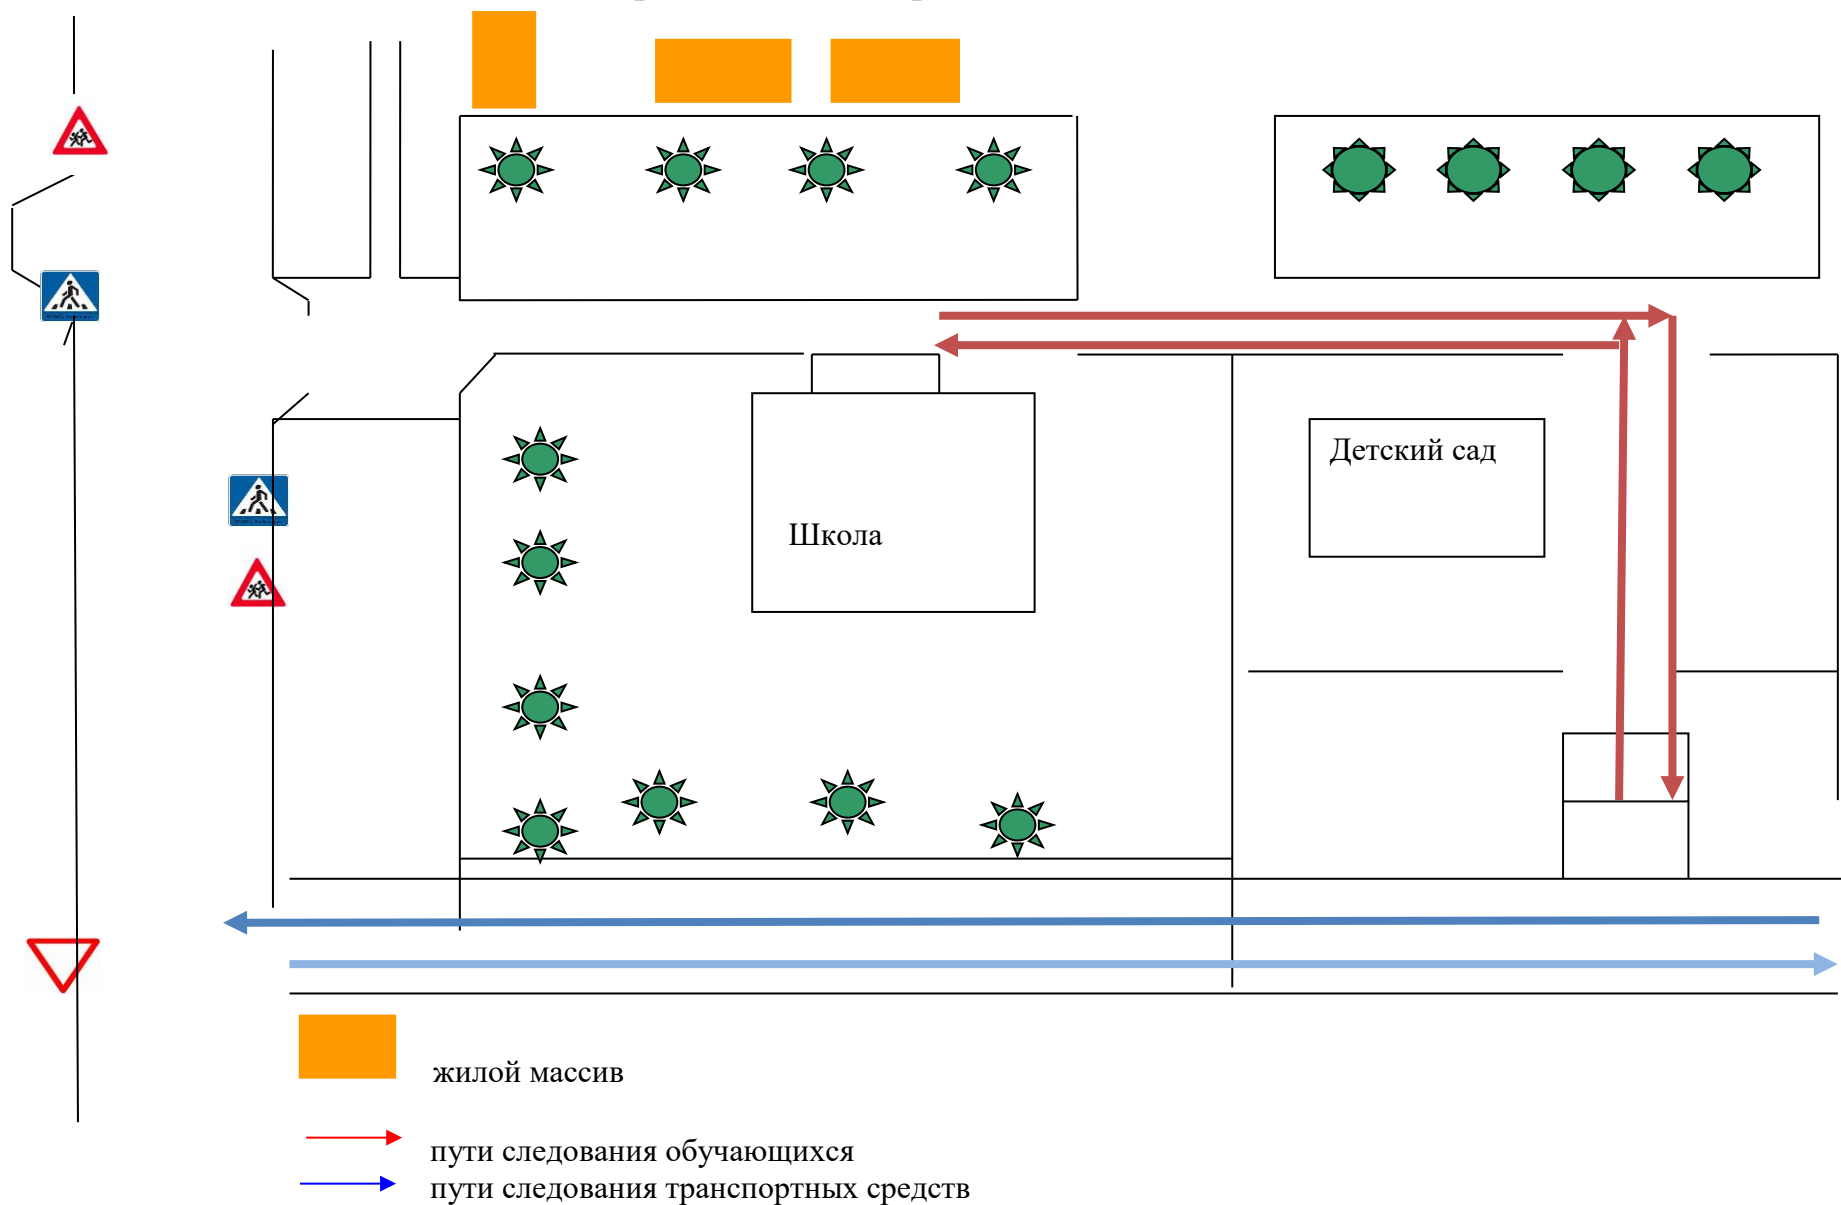 Детский сад
Школа
жилой массив
пути следования обучающихся
пути следования транспортных средств